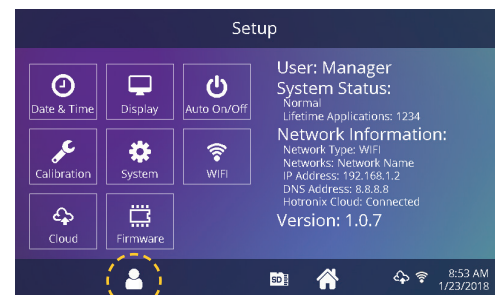 Setup
Date & Time
Display
Auto On/Off
Calibration
System
WIFI
Cloud
Firmware
User: Manager
System Status:
Normal
Lifetime Applications: 1234
Network Information:
Network Type: WIFI
Networks: Network Name
IP Address: 192.168.1.2
DNS Address: 8.8.8.8
Hotronix Cloud: Connected
Version: 1.0.7
SD
8:53 AM
1/23/2018